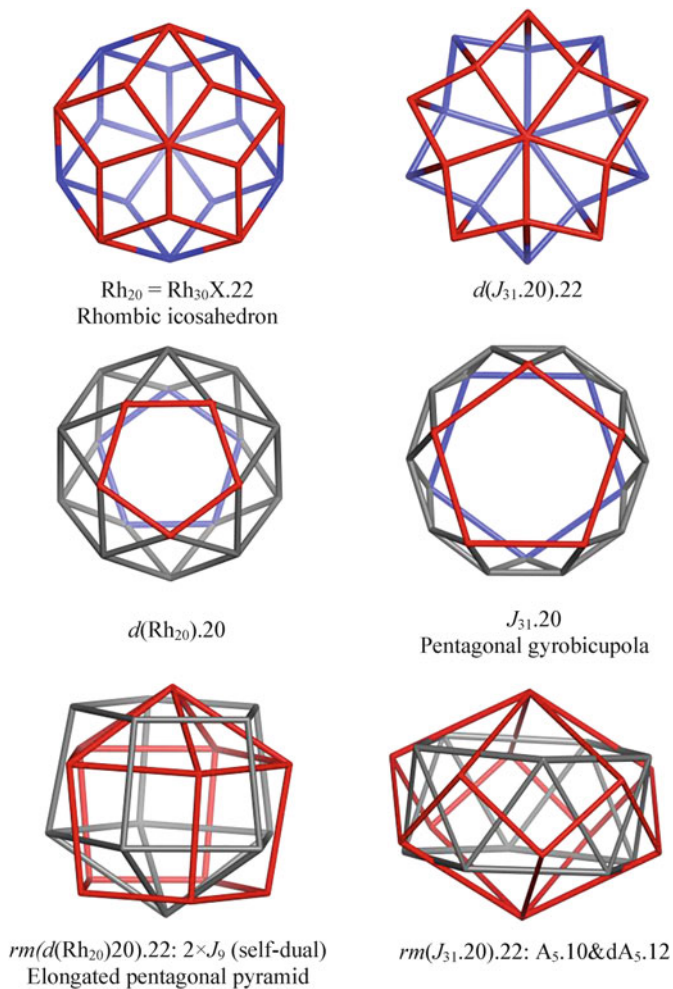 Rh₂₀ = Rh₃₀X.22
Rhombic icosahedron
d(J₃₁.20).22
d(Rh₂₀).20
J₃₁.20
Pentagonal gyrobicupola
rm(d(Rh₂₀)20).22: 2×J₉ (self-dual)
Elongated pentagonal pyramid
rm(J₃₁.20).22: A₅.10&dA₅.12